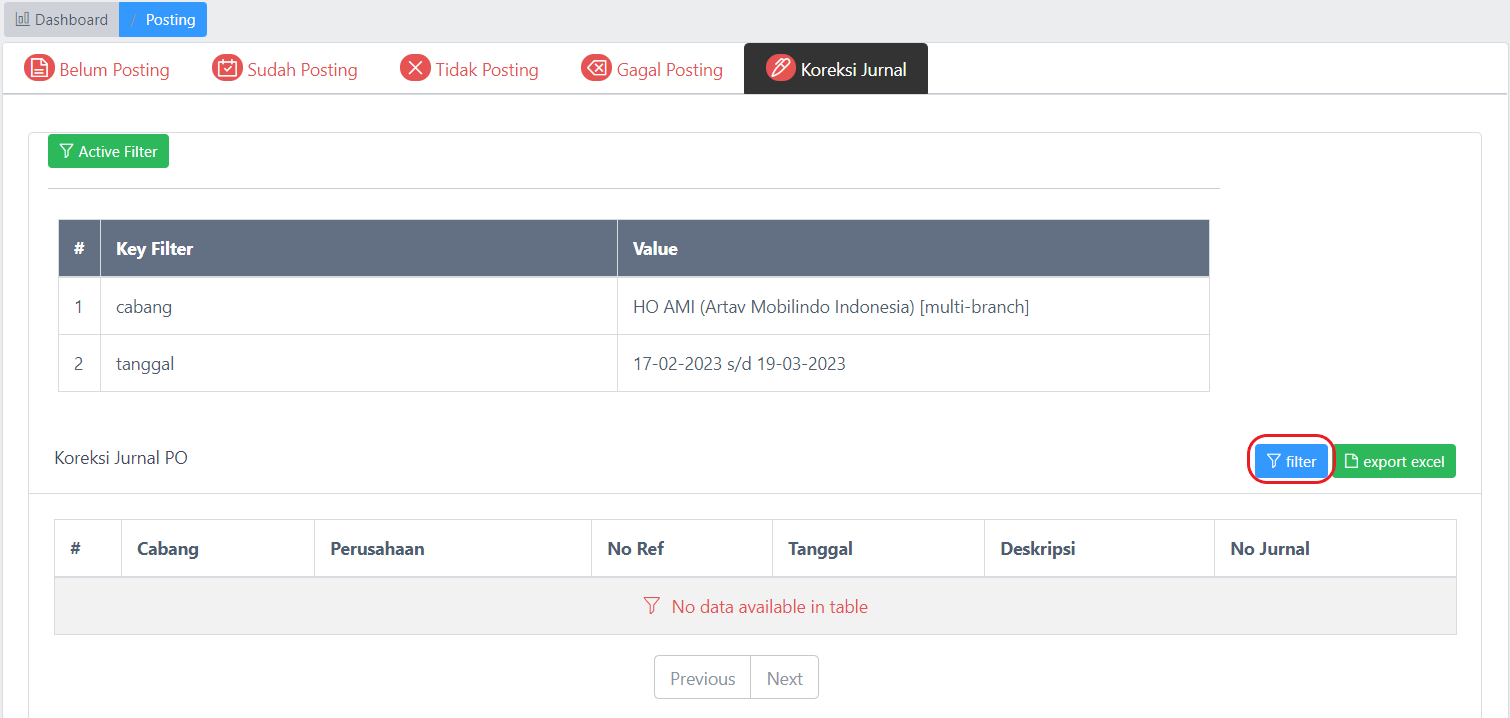 Dashboard / Posting
Belum Posting Sudah Posting Tidak Posting Gagal Posting Koreksi Jurnal
Active Filter
# Key Filter Value
1 cabang HO AMI (Artav Mobilindo Indonesia) [multi-branch]
2 tanggal 17-02-2023 s/d 19-03-2023
Koreksi Jurnal PO filter export excel
# Cabang Perusahaan No Ref Tanggal Deskripsi No Jurnal
No data available in table
Previous Next